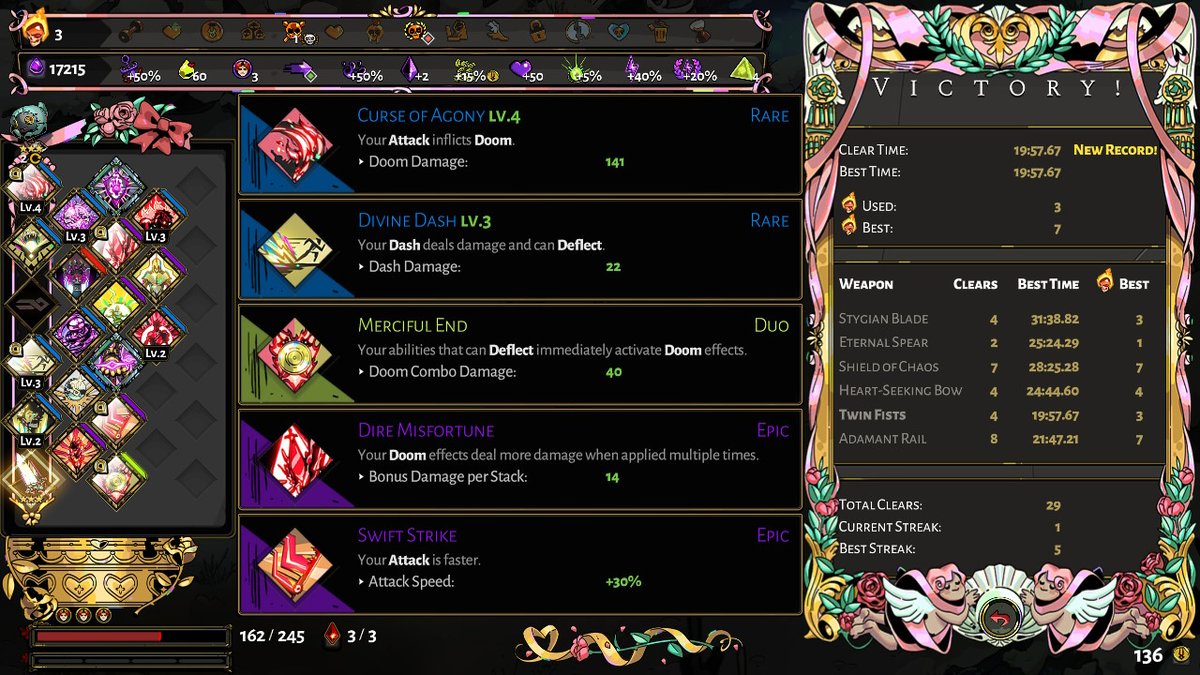 3
17215
+50%
60
3
+50%
+2
+15%
+50
+5%
+40%
+20%
4
2
Lv.4
Lv.3
Lv.3
Lv.2
Lv.3
Lv.2
CURSE OF AGONY LV.4
RARE
Your Attack inflicts Doom.
Doom Damage: 141
DIVINE DASH LV.3
RARE
Your Dash deals damage and can Deflect.
Dash Damage: 22
MERCIFUL END
DUO
Your abilities that can Deflect immediately activate Doom effects.
Doom Combo Damage: 40
DIRE MISFORTUNE
EPIC
Your Doom effects deal more damage when applied multiple times.
Bonus Damage per Stack: 14
SWIFT STRIKE
EPIC
Your Attack is faster.
Attack Speed: +30%
162 / 245
3 / 3
VICTORY!
CLEAR TIME: 19:57.67 NEW RECORD!
BEST TIME: 19:57.67
USED: 3
BEST: 7
WEAPON CLEARS BEST TIME BEST
STYGIAN BLADE 4 31:38.82 3
ETERNAL SPEAR 2 25:24.29 1
SHIELD OF CHAOS 7 28:25.28 7
HEART-SEEKING BOW 4 24:44.60 4
TWIN FISTS 4 19:57.67 3
ADAMANT RAIL 8 21:47.21 7
TOTAL CLEARS: 29
CURRENT STREAK: 1
BEST STREAK: 5
136